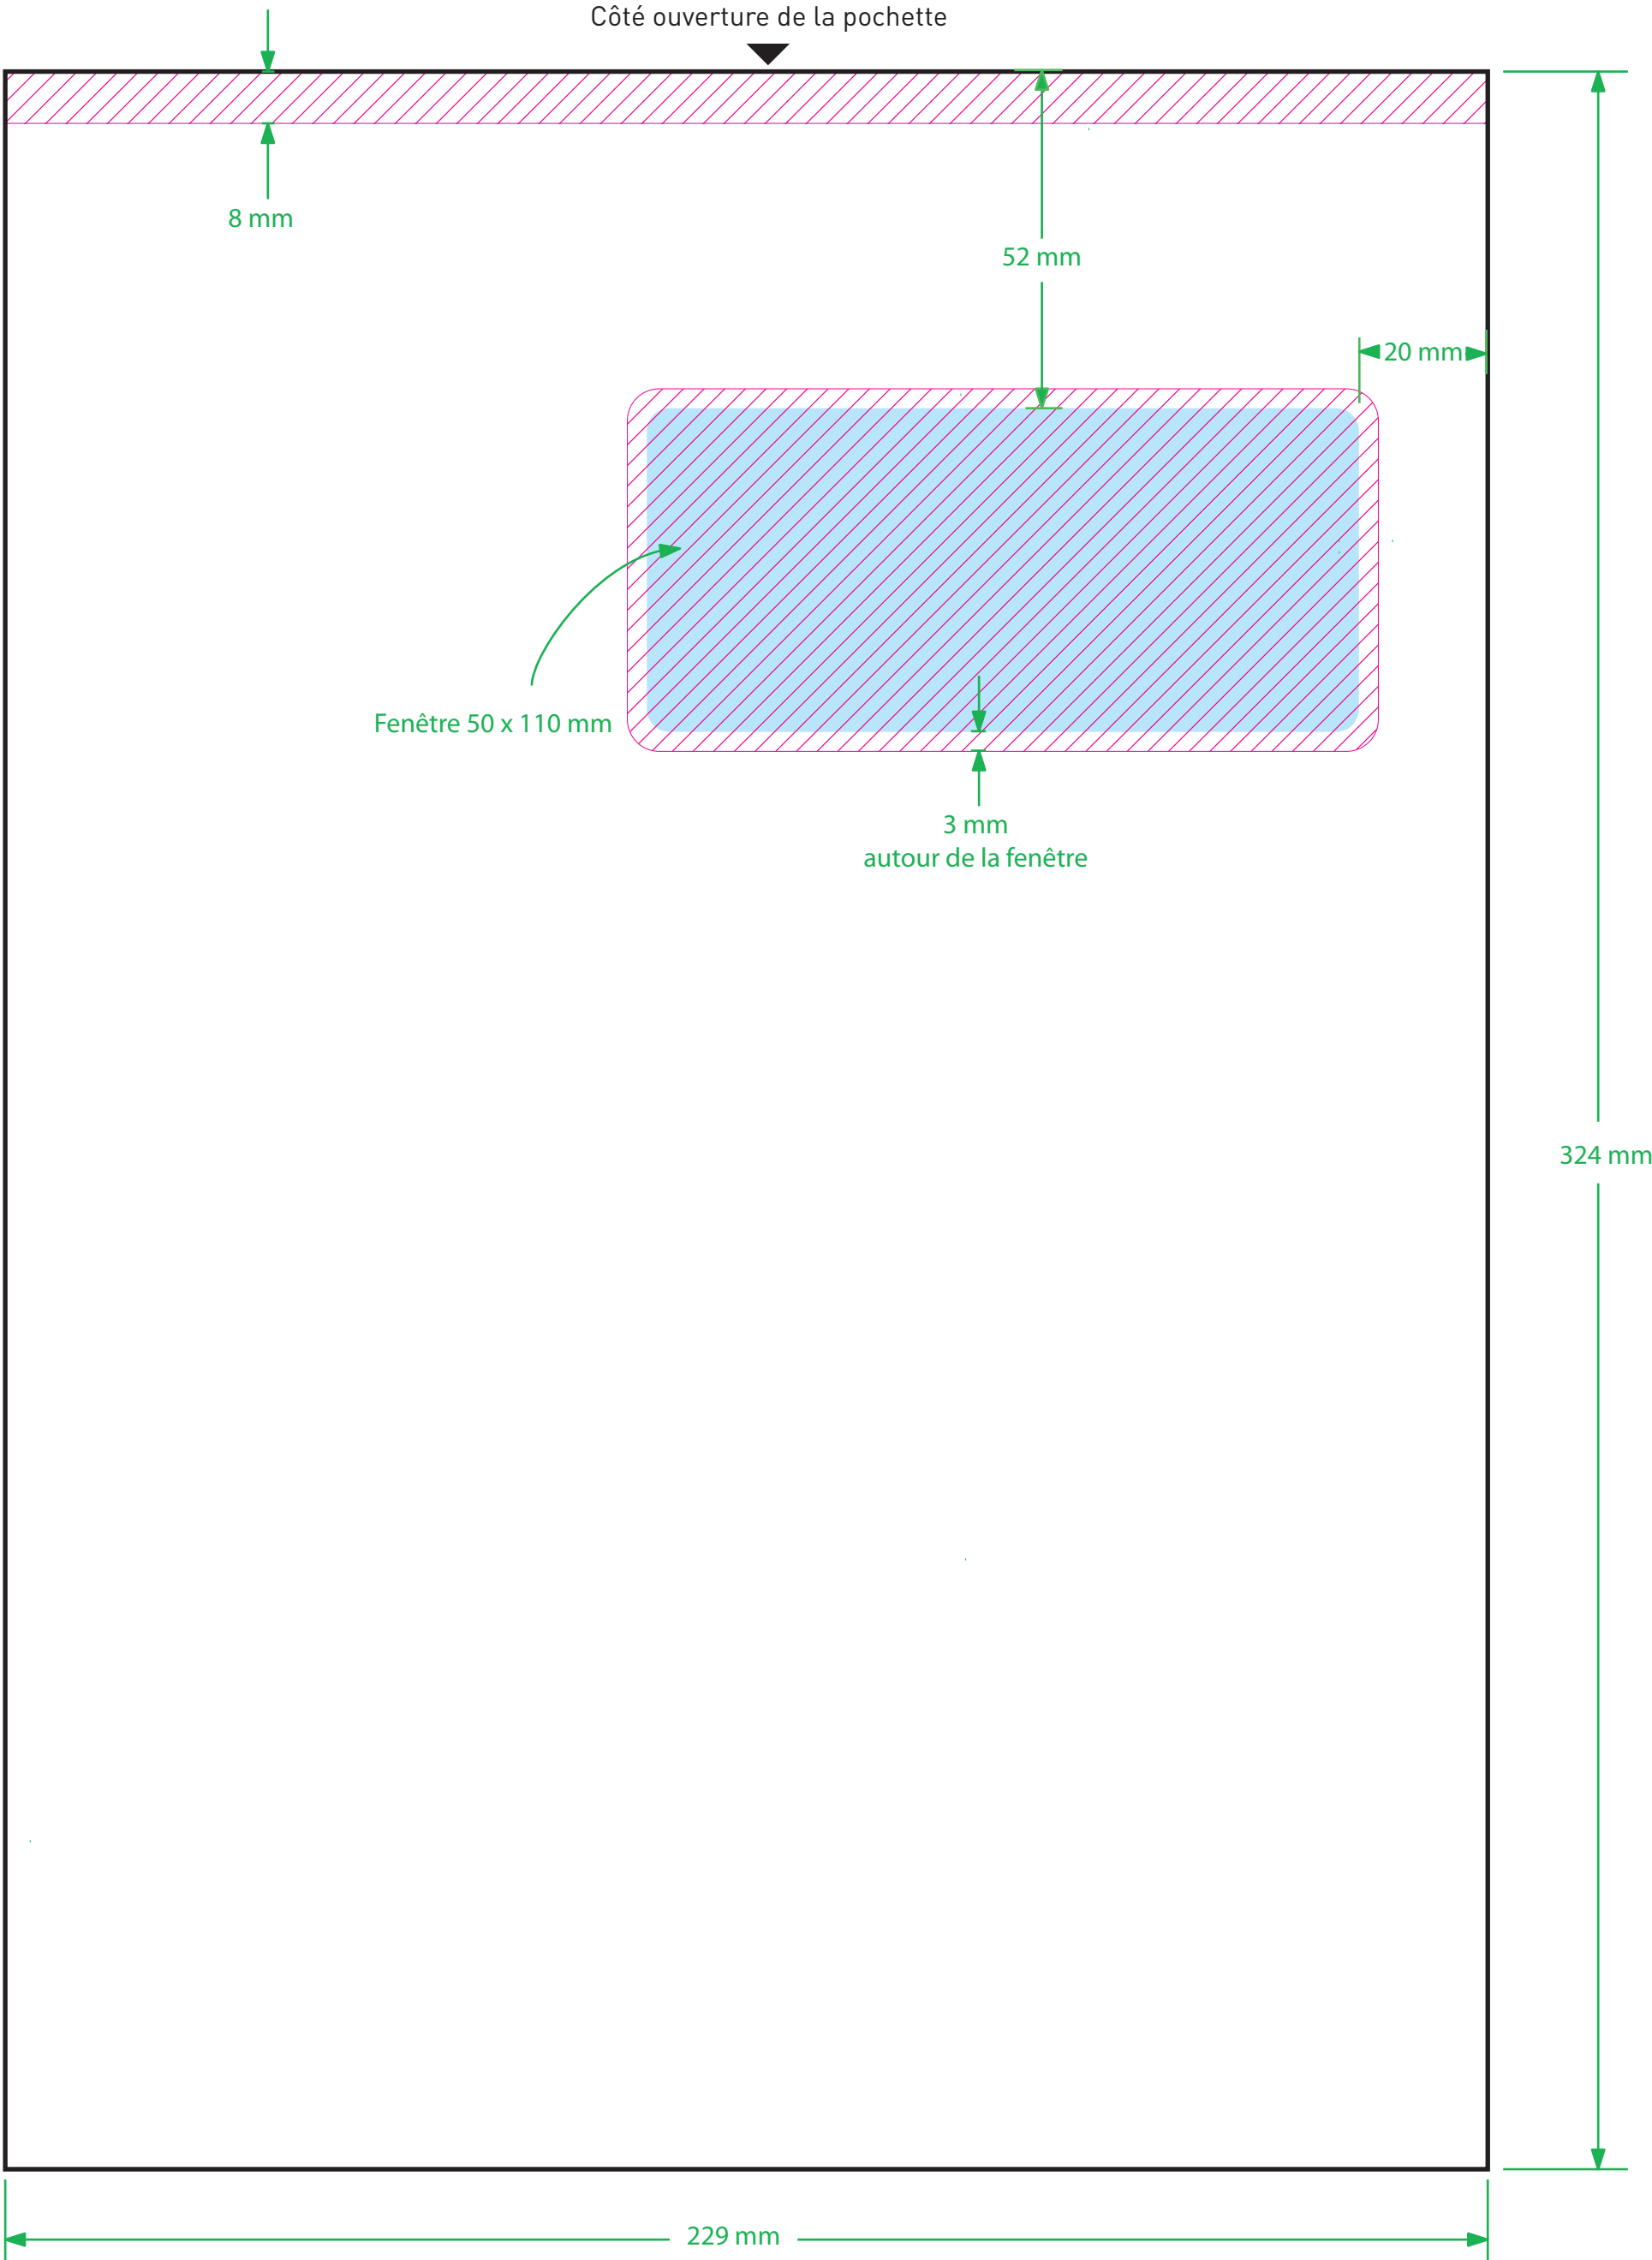 Côté ouverture de la pochette
8 mm
52 mm
20 mm
Fenêtre 50 x 110 mm
3 mm
autour de la fenêtre
324 mm
229 mm